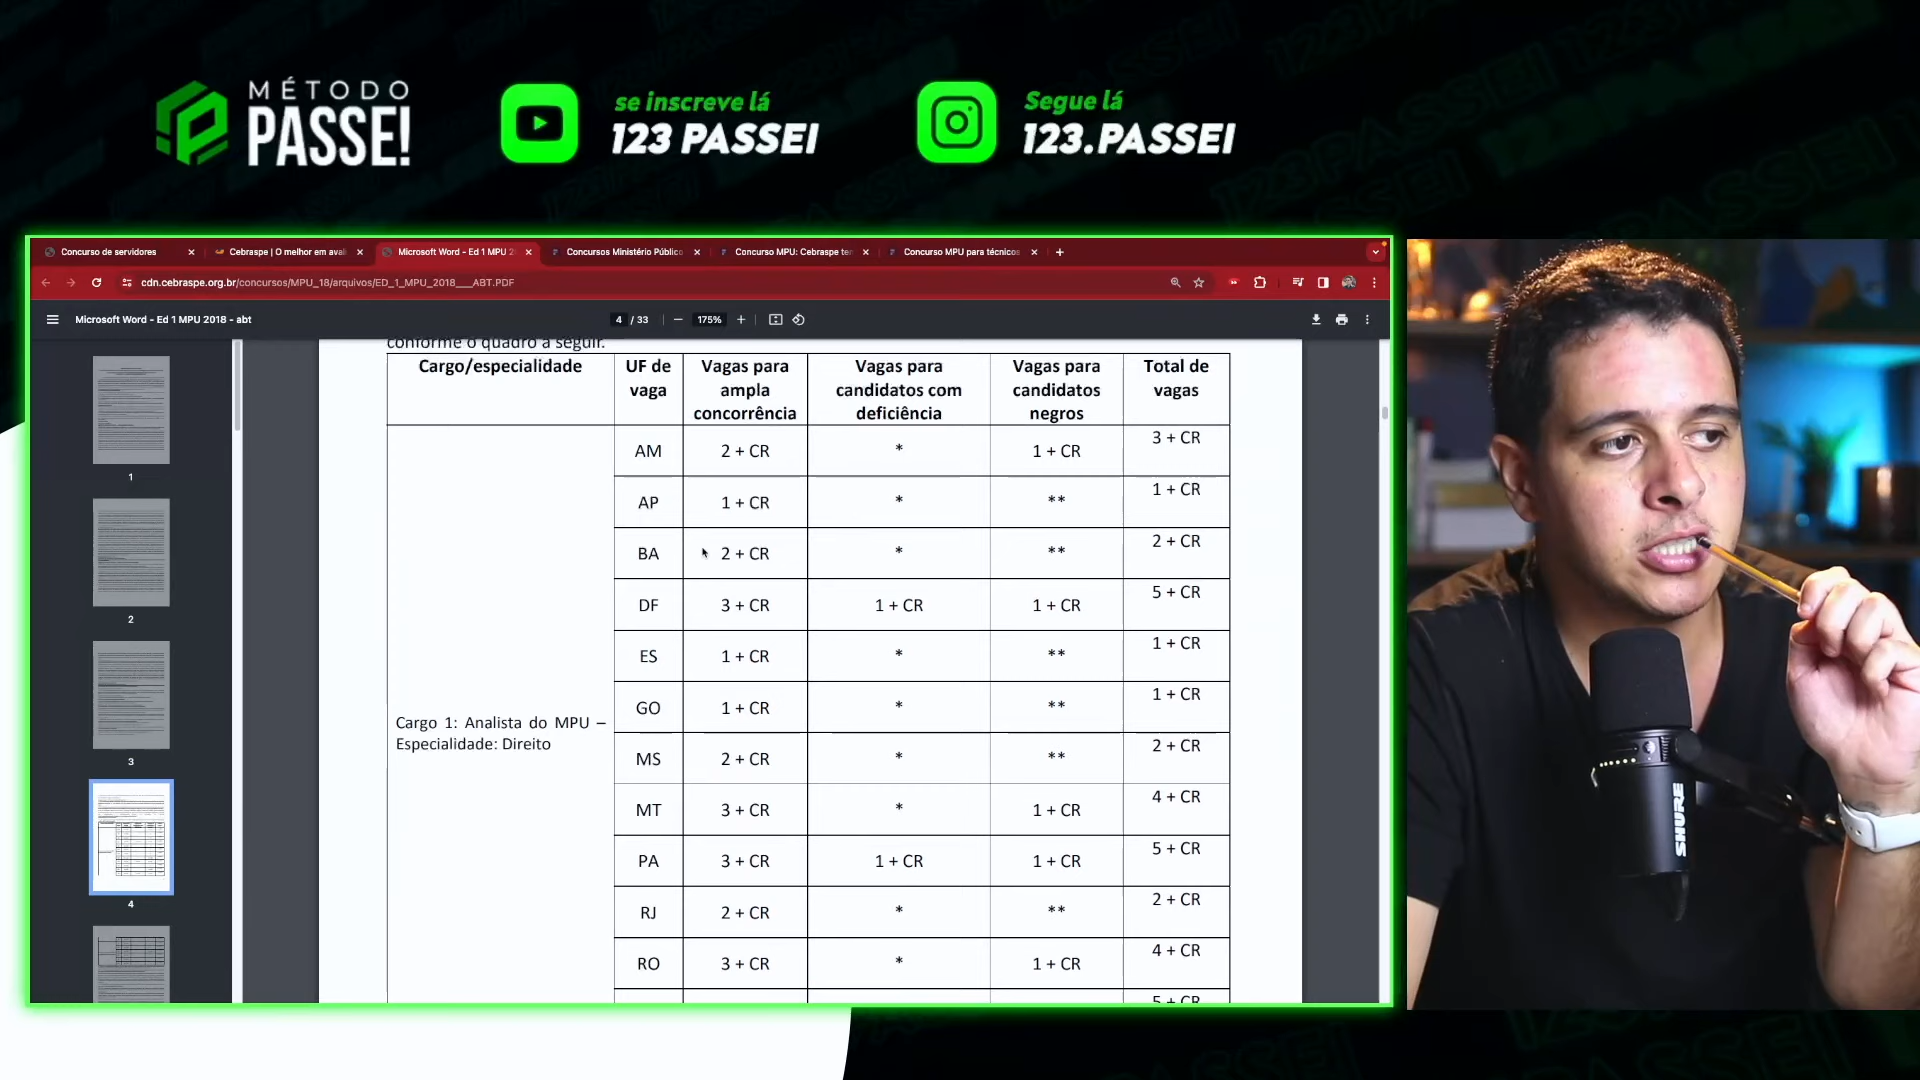 MÉTODO
PASSEI!
se inscreve lá
123 PASSEI
Segue lá
123.PASSEI
Concurso de servidores
Cebraspe | O melhor em aval
Microsoft Word - Ed 1 MPU 2
Concursos Ministério Público
Concurso MPU: Cebraspe ter
Concurso MPU para técnicos
cdn.cebraspe.org.br/concursos/MPU_18/arquivos/ED_1_MPU_2018___ABT.PDF
Microsoft Word - Ed 1 MPU 2018 - abt
4 / 33
175%
1
2
3
4
conforme o quadro a seguir.
Cargo/especialidade UF de vaga Vagas para ampla concorrência Vagas para candidatos com deficiência Vagas para candidatos negros Total de vagas
Cargo 1: Analista do MPU –
Especialidade: Direito
AM 2 + CR * 1 + CR 3 + CR
AP 1 + CR * ** 1 + CR
BA 2 + CR * ** 2 + CR
DF 3 + CR 1 + CR 1 + CR 5 + CR
ES 1 + CR * ** 1 + CR
GO 1 + CR * ** 1 + CR
MS 2 + CR * ** 2 + CR
MT 3 + CR * 1 + CR 4 + CR
PA 3 + CR 1 + CR 1 + CR 5 + CR
RJ 2 + CR * ** 2 + CR
RO 3 + CR * 1 + CR 4 + CR
5 + CR
SHURE